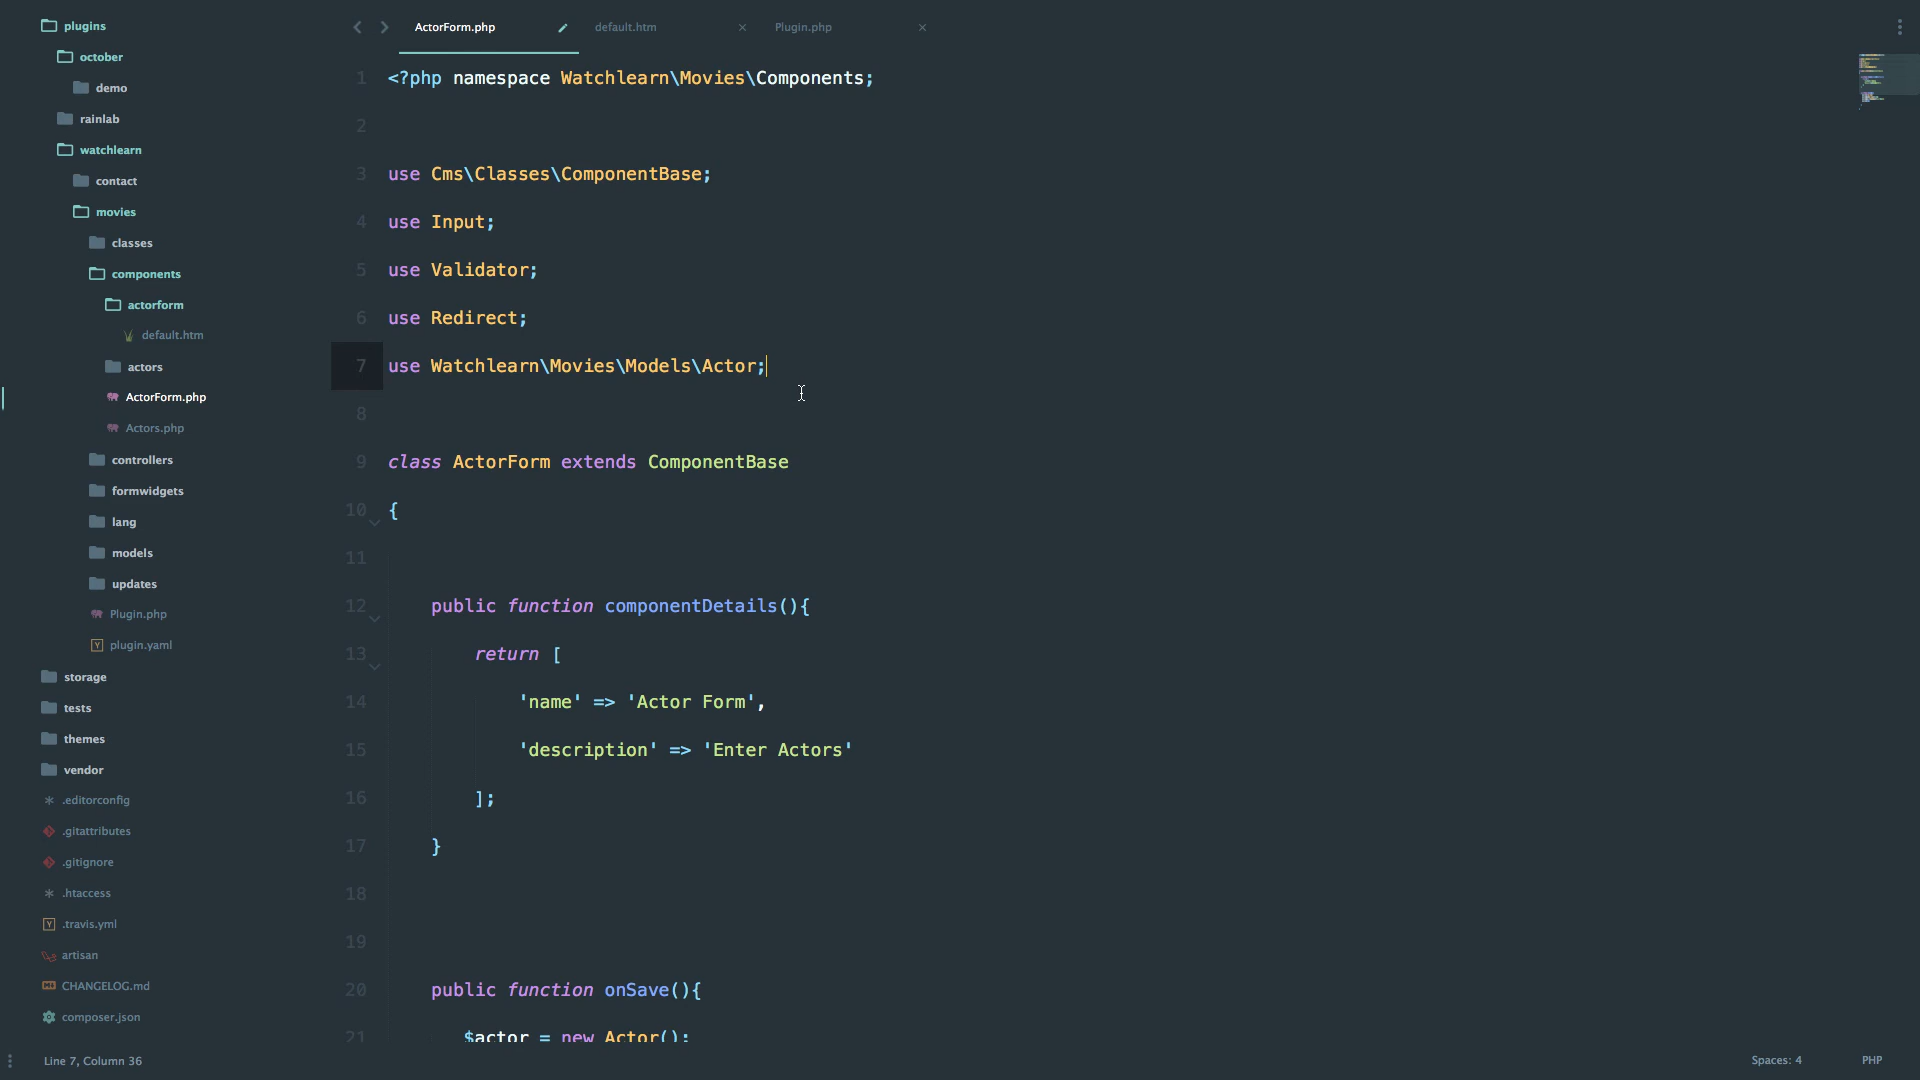 plugins
october
demo
rainlab
watchlearn
contact
movies
classes
components
actorform
default.htm
actors
ActorForm.php
Actors.php
controllers
formwidgets
lang
models
updates
Plugin.php
plugin.yaml
storage
tests
themes
vendor
.editorconfig
.gitattributes
.gitignore
.htaccess
.travis.yml
artisan
CHANGELOG.md
composer.json
ActorForm.php default.htm Plugin.php
1 <?php namespace Watchlearn\Movies\Components;
2
3 use Cms\Classes\ComponentBase;
4 use Input;
5 use Validator;
6 use Redirect;
7 use Watchlearn\Movies\Models\Actor;
8
9 class ActorForm extends ComponentBase
10 {
11
12 public function componentDetails(){
13 return [
14 'name' => 'Actor Form',
15 'description' => 'Enter Actors'
16 ];
17 }
18
19
20 public function onSave(){
21 $actor = new Actor();
Line 7, Column 36 Spaces: 4 PHP